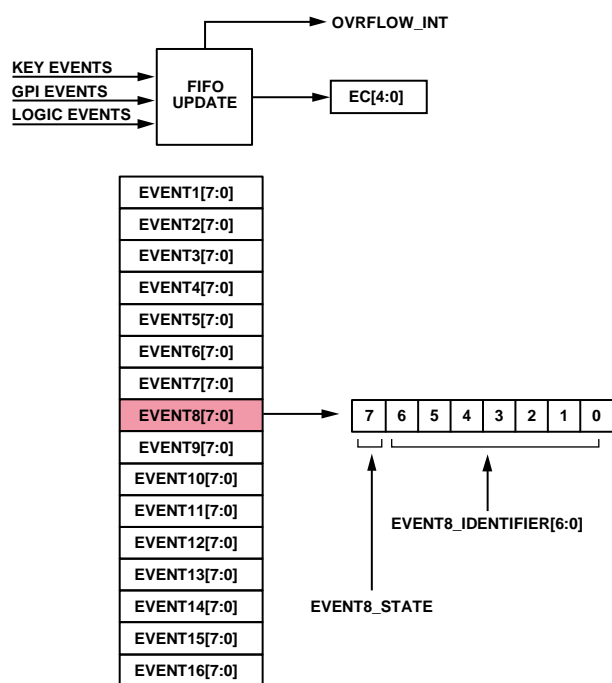 OVRFLOW_INT
KEY EVENTS
GPI EVENTS
LOGIC EVENTS
FIFO
UPDATE
EC[4:0]
EVENT1[7:0]
EVENT2[7:0]
EVENT3[7:0]
EVENT4[7:0]
EVENT5[7:0]
EVENT6[7:0]
EVENT7[7:0]
EVENT8[7:0]
7 6 5 4 3 2 1 0
EVENT9[7:0]
EVENT10[7:0]
EVENT11[7:0]
EVENT8_IDENTIFIER[6:0]
EVENT12[7:0]
EVENT13[7:0]
EVENT14[7:0]
EVENT8_STATE
EVENT15[7:0]
EVENT16[7:0]